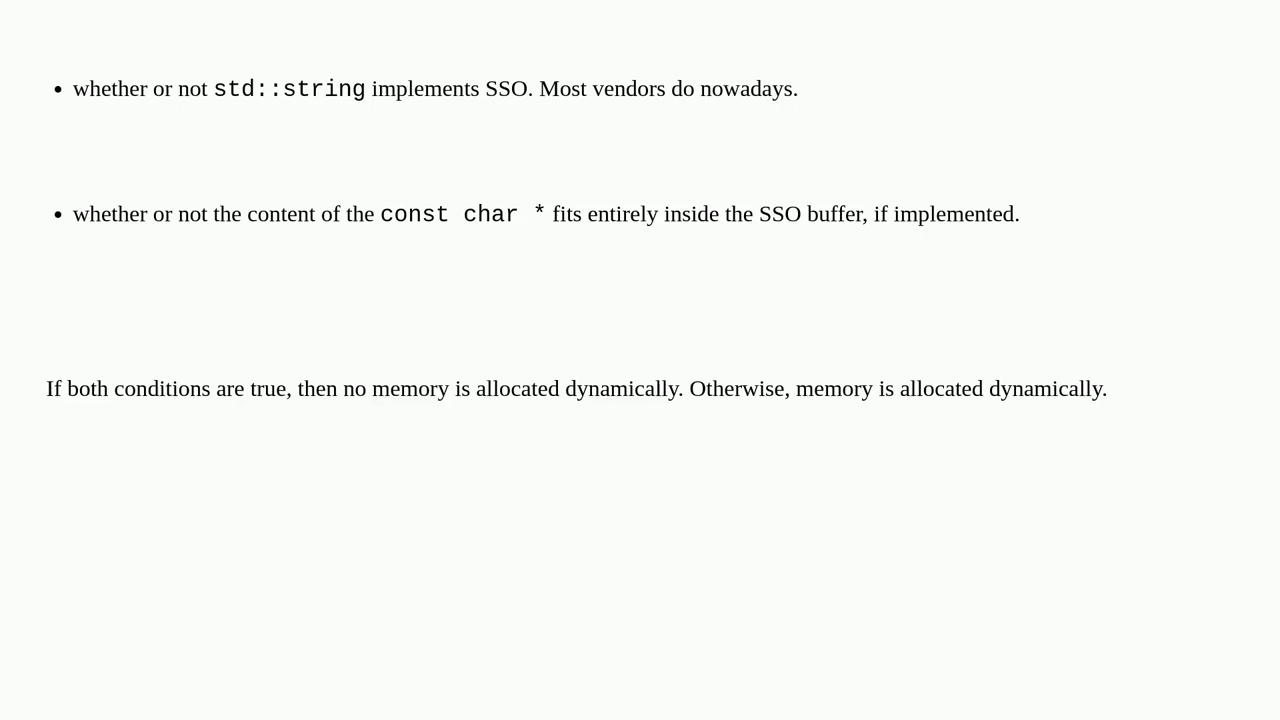 • whether or not std::string implements SSO. Most vendors do nowadays.
• whether or not the content of the const char * fits entirely inside the SSO buffer, if implemented.
If both conditions are true, then no memory is allocated dynamically. Otherwise, memory is allocated dynamically.